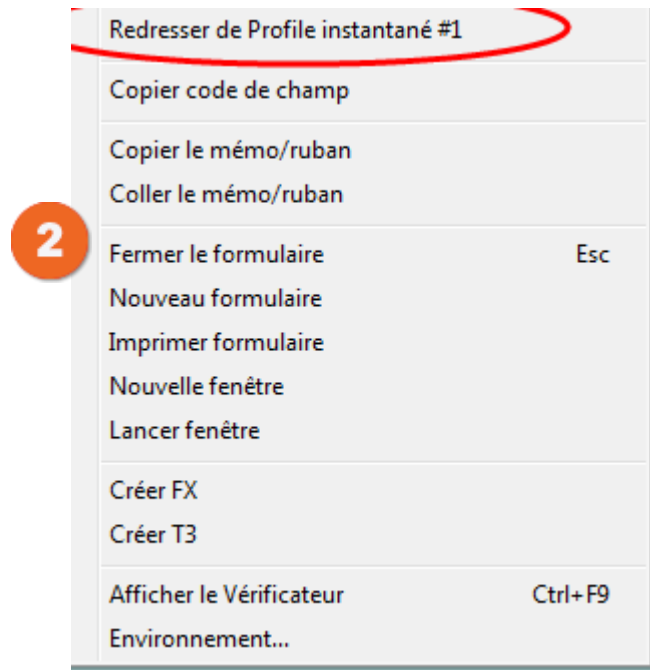 Redresser de Profile instantané #1
Copier code de champ
Copier le mémo/ruban
Coller le mémo/ruban
2
Fermer le formulaire Esc
Nouveau formulaire
Imprimer formulaire
Nouvelle fenêtre
Lancer fenêtre
Créer FX
Créer T3
Afficher le Vérificateur Ctrl+F9
Environnement...